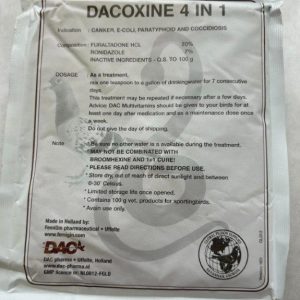 DACOXINE 4 IN 1
Indication : CANKER, E-COLI, PARATYPHOID AND COCCIDIOSIS
Composition: FURALTADONE HCL 20%
RONIDAZOLE 7%
INACTIVE INGREDIENTS - Q.S. TO 100 g
DOSAGE : As a treatment,
mix one teaspoon to a gallon of drinkingwater for 7 consecutive
days.
This treatment may be repeated if necessary after a few days.
Advice: DAC Multivitamins should be given to your birds for at
least one day after medication and as a maintenance dose once
a week.
Do not give the day of shipping.
Note : * Be sure no other water is available during the treatment.
* MAY NOT BE COMBINATED WITH
BROOMHEXINE AND 1+1 CURE!
* PLEASE READ DIRECTIONS BEFORE USE.
* Store dry, out of reach of direct sunlight and between
0-30 Celsius.
* Limited storage life once opened.
* Contains 100 g vet. products for sportingbirds.
* Avian use only.
Made in Holland by:
pharmaceutical • Uffelte
DAC
DAC pharma • Uffelte, Holland
www.dac-pharma.nl